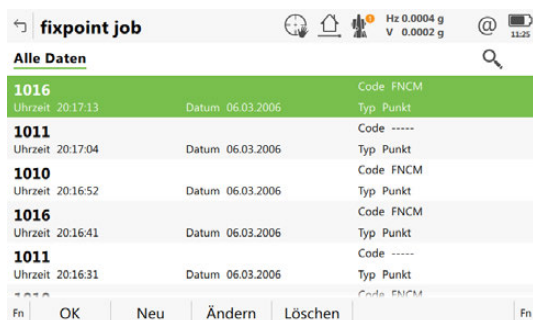 fixpoint job
Hz 0.0004 g
V 0.0002 g
@
11:25
Alle Daten
1016
Code FNCM
Uhrzeit 20:17:13 Datum 06.03.2006 Typ Punkt
1011
Code -----
Uhrzeit 20:17:04 Datum 06.03.2006 Typ Punkt
1010
Code FNCM
Uhrzeit 20:16:52 Datum 06.03.2006 Typ Punkt
1016
Code FNCM
Uhrzeit 20:16:41 Datum 06.03.2006 Typ Punkt
1011
Code -----
Uhrzeit 20:16:31 Datum 06.03.2006 Typ Punkt
Code FNCM
Fn OK Neu Ändern Löschen Fn